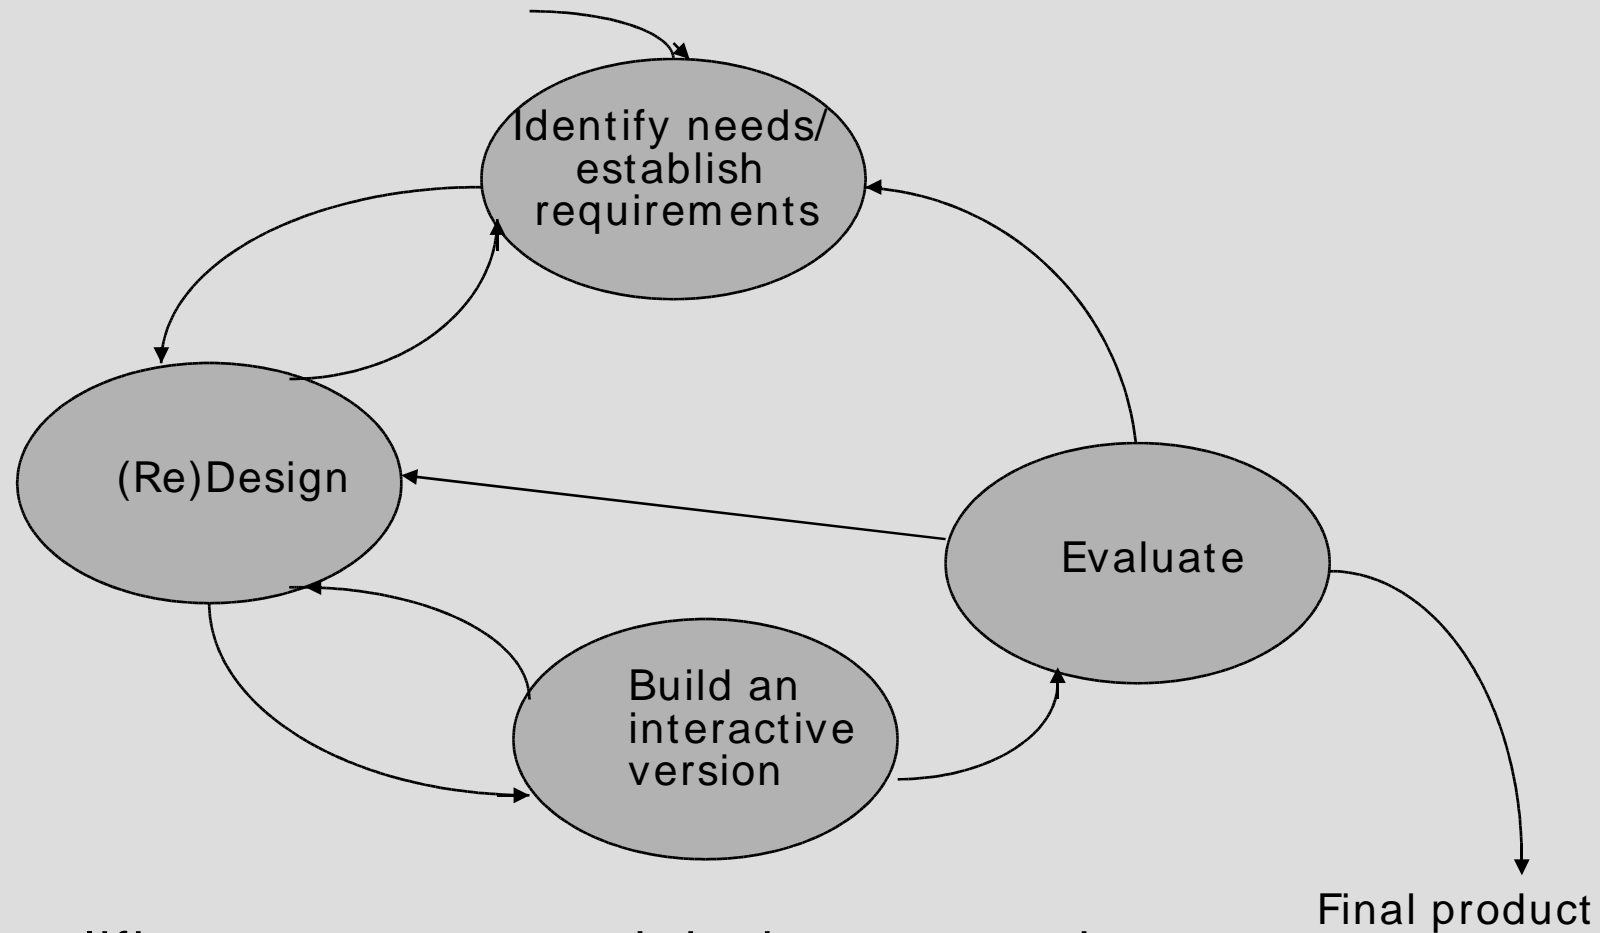 Identify needs/
establish
requirements
(Re)Design
Evaluate
Build an
interactive
version
Final product